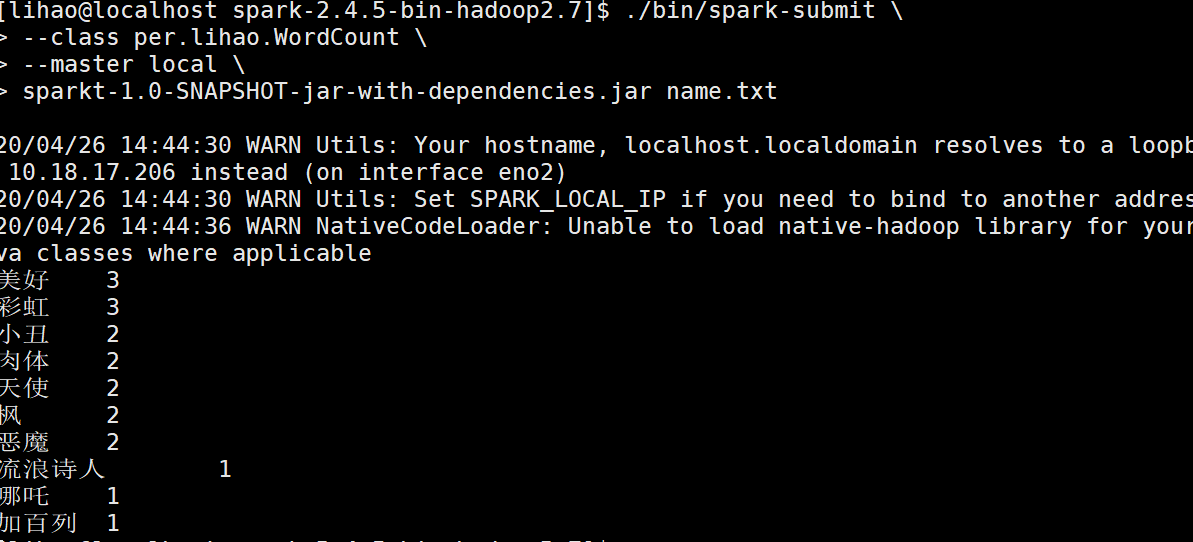 [lihao@localhost spark-2.4.5-bin-hadoop2.7]$ ./bin/spark-submit \
> --class per.lihao.WordCount \
> --master local \
> sparkt-1.0-SNAPSHOT-jar-with-dependencies.jar name.txt
20/04/26 14:44:30 WARN Utils: Your hostname, localhost.localdomain resolves to a loopb
10.18.17.206 instead (on interface eno2)
20/04/26 14:44:30 WARN Utils: Set SPARK_LOCAL_IP if you need to bind to another addres
20/04/26 14:44:36 WARN NativeCodeLoader: Unable to load native-hadoop library for your
va classes where applicable
美好 3
彩虹 3
小丑 2
肉体 2
天使 2
枫 2
恶魔 2
流浪诗人 1
哪吒 1
加百列 1